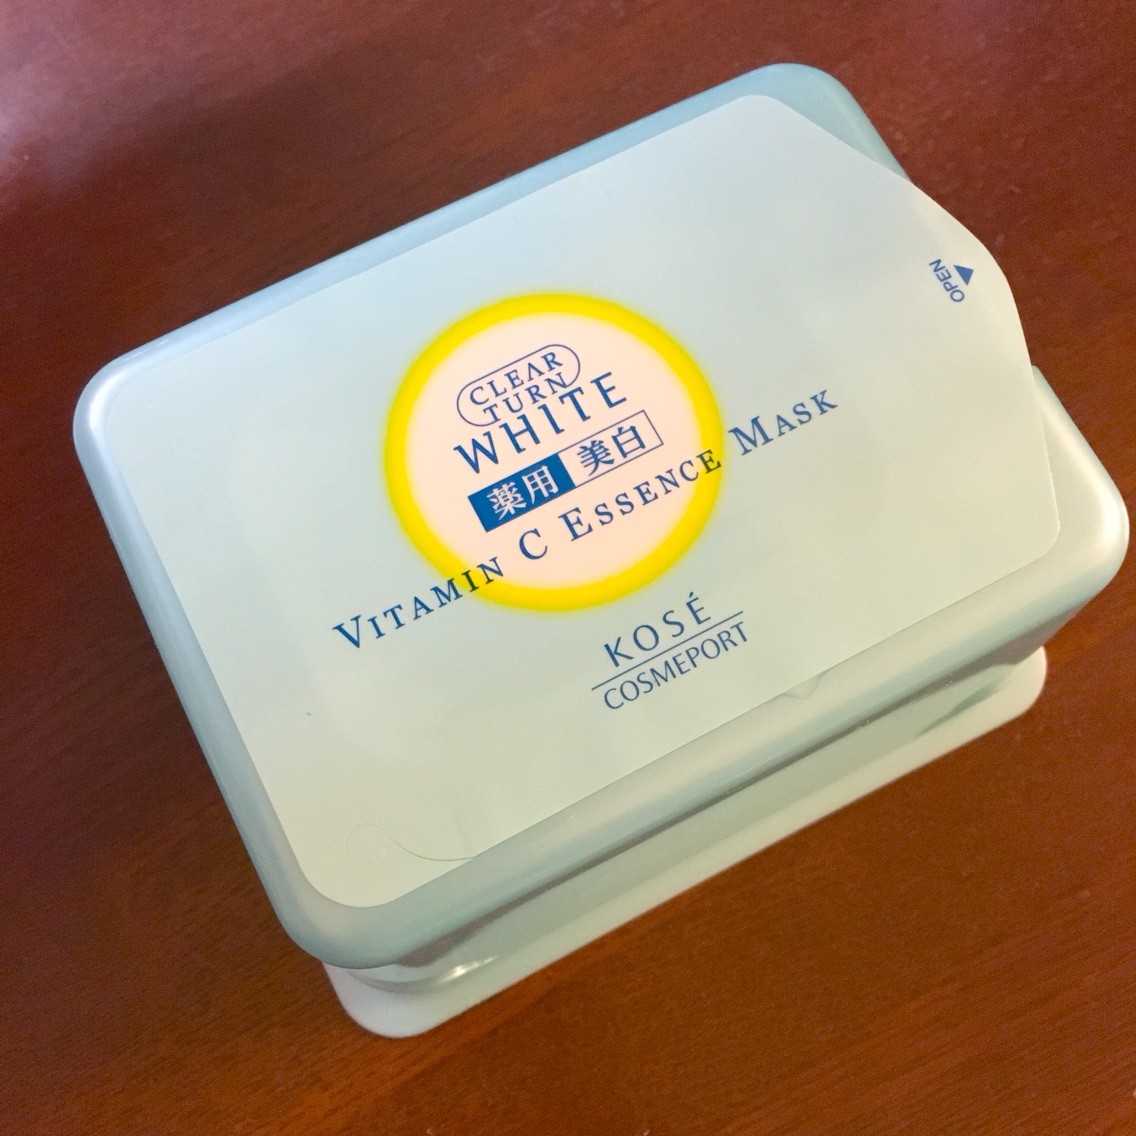 CLEAR
TURN
WHITE
薬用 美白
VITAMIN C ESSENCE MASK
KOSÉ
COSMEPORT
OPEN